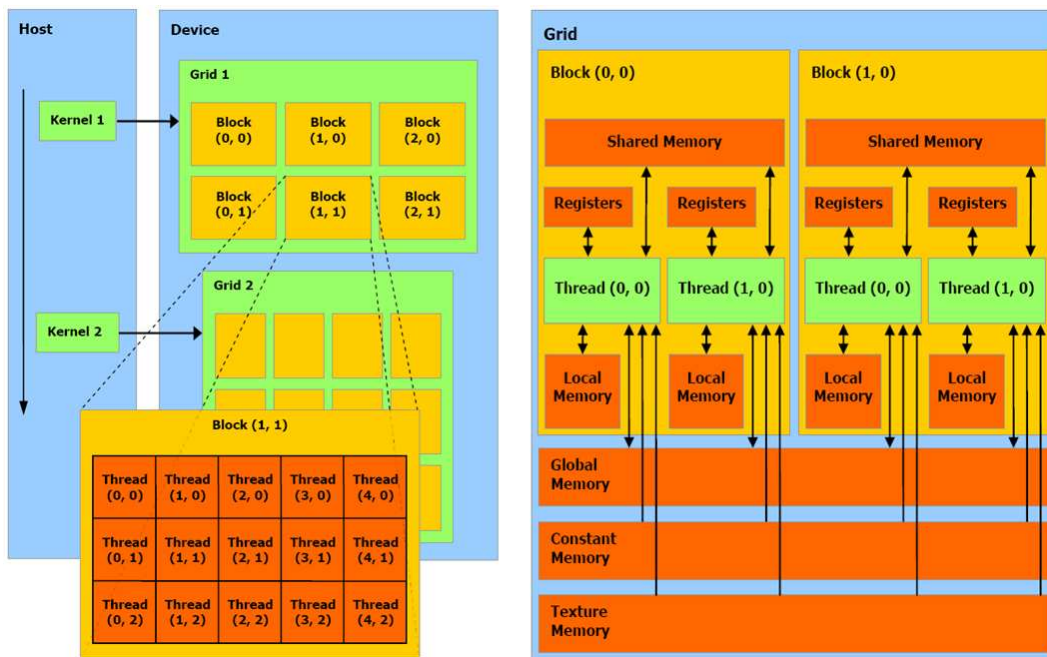 Host
Device
Grid 1
Kernel 1
Block
(0, 0)
Block
(1, 0)
Block
(2, 0)
Block
(0, 1)
Block
(1, 1)
Block
(2, 1)
Grid 2
Kernel 2
Block (1, 1)
Thread
(0, 0)
Thread
(1, 0)
Thread
(2, 0)
Thread
(3, 0)
Thread
(4, 0)
Thread
(0, 1)
Thread
(1, 1)
Thread
(2, 1)
Thread
(3, 1)
Thread
(4, 1)
Thread
(0, 2)
Thread
(1, 2)
Thread
(2, 2)
Thread
(3, 2)
Thread
(4, 2)
Grid
Block (0, 0)
Shared Memory
Registers
Registers
Thread (0, 0)
Thread (1, 0)
Local
Memory
Local
Memory
Block (1, 0)
Shared Memory
Registers
Registers
Thread (0, 0)
Thread (1, 0)
Local
Memory
Local
Memory
Global
Memory
Constant
Memory
Texture
Memory